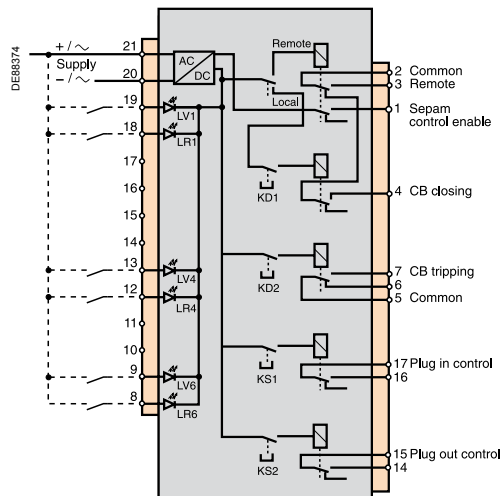 DE88374
+ / ∼
Supply
− / ∼
21
20
19
18
17
16
15
14
13
12
11
10
9
8
AC
DC
LV1
LR1
LV4
LR4
LV6
LR6
Remote
Local
KD1
KD2
KS1
KS2
2 Common
3 Remote
1 Sepam
control enable
4 CB closing
7 CB tripping
6
5 Common
17 Plug in control
16
15 Plug out control
14